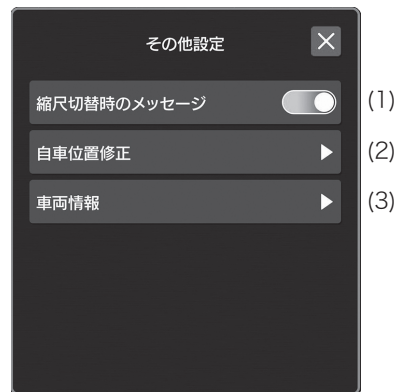 その他設定
縮尺切替時のメッセージ
(1)
自車位置修正
(2)
車両情報
(3)